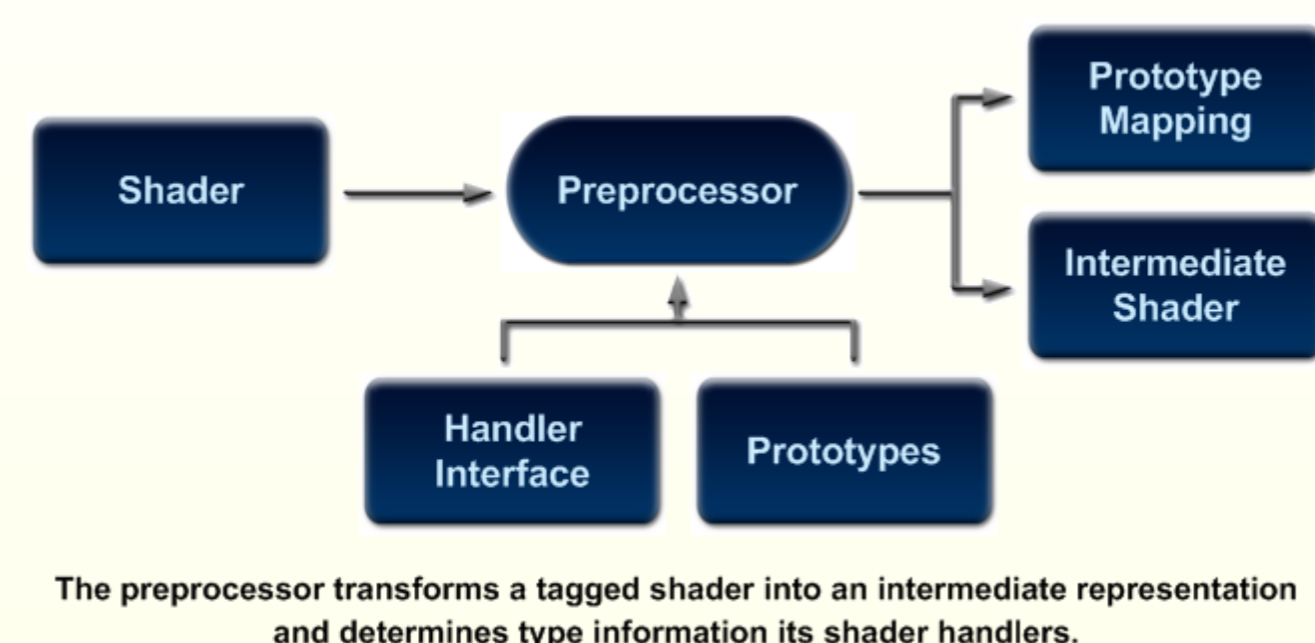 Prototype
Mapping
Shader
Preprocessor
Intermediate
Shader
Handler
Interface
Prototypes
The preprocessor transforms a tagged shader into an intermediate representation
and determines type information its shader handlers.